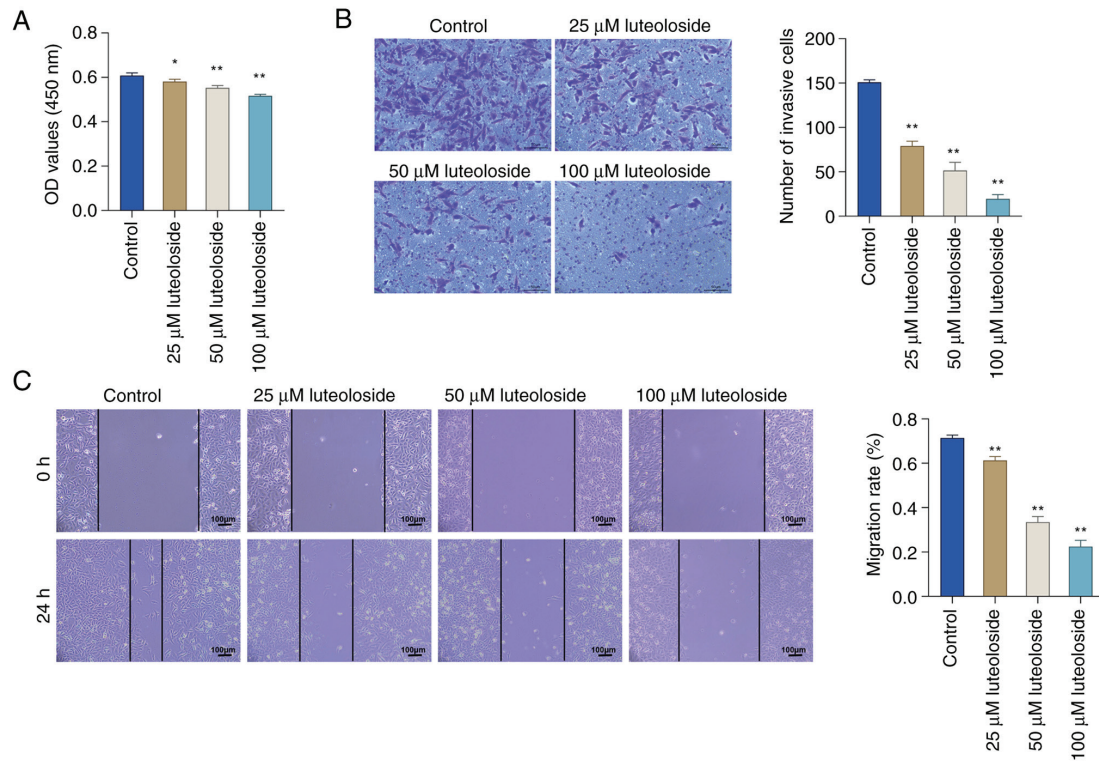 A
OD values (450 nm)
0.8
0.6
0.4
0.2
0.0
*
**
**
Control
25 μM luteoloside
50 μM luteoloside
100 μM luteoloside
B
Control
25 μM luteoloside
50 μM luteoloside
100 μM luteoloside
Number of invasive cells
200
150
100
50
0
**
**
**
Control
25 μM luteoloside
50 μM luteoloside
100 μM luteoloside
C
Control
25 μM luteoloside
50 μM luteoloside
100 μM luteoloside
0 h
100μm
100μm
100μm
100μm
24 h
100μm
100μm
100μm
100μm
Migration rate (%)
0.8
0.6
0.4
0.2
0.0
**
**
**
Control
25 μM luteoloside
50 μM luteoloside
100 μM luteoloside